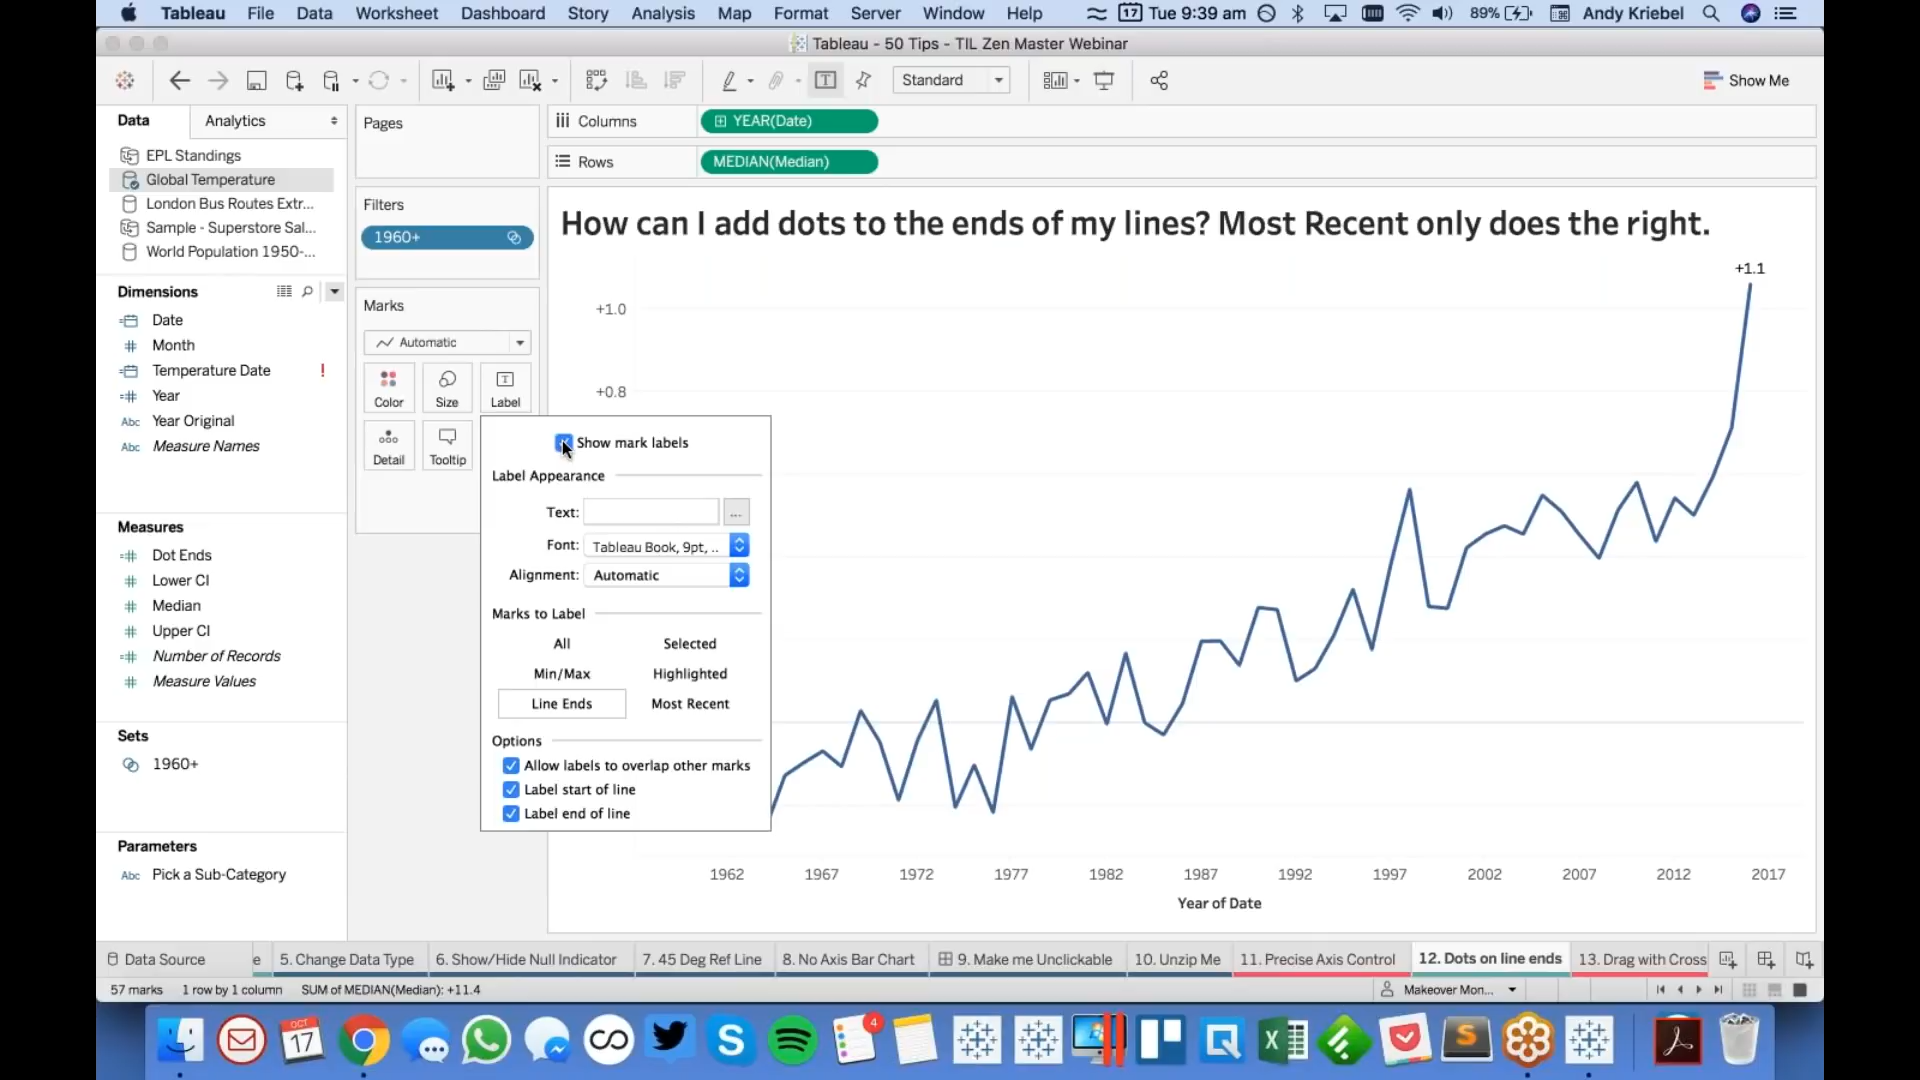 Tableau File Data Worksheet Dashboard Story Analysis Map Format Server Window Help 17 Tue 9:39 am 89% Andy Kriebel
Tableau - 50 Tips - TIL Zen Master Webinar
Standard
Show Me
Data Analytics
EPL Standings
Global Temperature
London Bus Routes Extr...
Sample - Superstore Sal...
World Population 1950-...
Dimensions
Date
Month
Temperature Date !
Year
Abc Year Original
Abc Measure Names
Measures
Dot Ends
Lower CI
Median
Upper CI
Number of Records
Measure Values
Sets
1960+
Parameters
Abc Pick a Sub-Category
Pages
Filters
1960+
Marks
Automatic
Color Size Label
Detail Tooltip
Columns YEAR(Date)
Rows MEDIAN(Median)
How can I add dots to the ends of my lines? Most Recent only does the right.
+1.1
+1.0
+0.8
Show mark labels
Label Appearance
Text: ...
Font: Tableau Book, 9pt, ..
Alignment: Automatic
Marks to Label
All Selected
Min/Max Highlighted
Line Ends Most Recent
Options
Allow labels to overlap other marks
Label start of line
Label end of line
1962 1967 1972 1977 1982 1987 1992 1997 2002 2007 2012 2017
Year of Date
Data Source e 5. Change Data Type 6. Show/Hide Null Indicator 7. 45 Deg Ref Line 8. No Axis Bar Chart 9. Make me Unclickable 10. Unzip Me 11. Precise Axis Control 12. Dots on line ends 13. Drag with Cross
57 marks 1 row by 1 column SUM of MEDIAN(Median): +11.4 Makeover Mon...
OCT
17
4